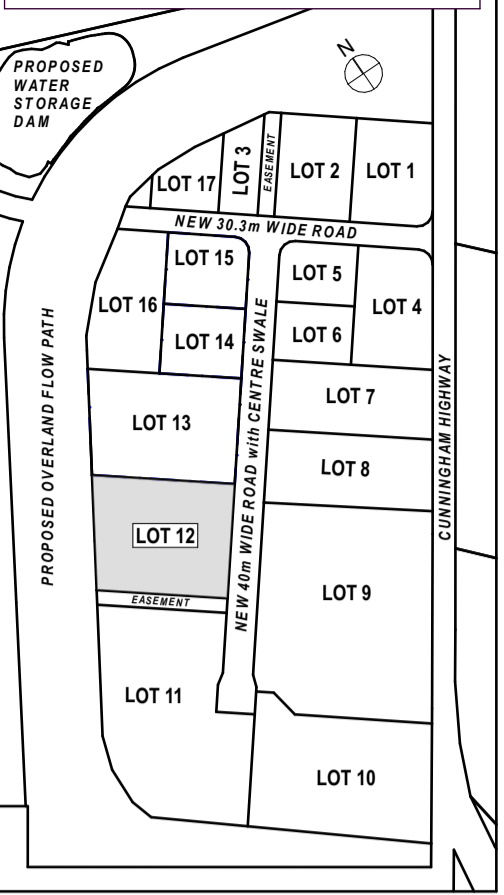 N
PROPOSED
WATER
STORAGE
DAM
LOT 17
LOT 3
EASEMENT
LOT 2
LOT 1
NEW 30.3m WIDE ROAD
LOT 15
LOT 5
LOT 16
LOT 4
LOT 14
LOT 6
LOT 7
LOT 13
LOT 8
PROPOSED OVERLAND FLOW PATH
NEW 40m WIDE ROAD with CENTRE SWALE
CUNNINGHAM HIGHWAY
LOT 12
EASEMENT
LOT 9
LOT 11
LOT 10